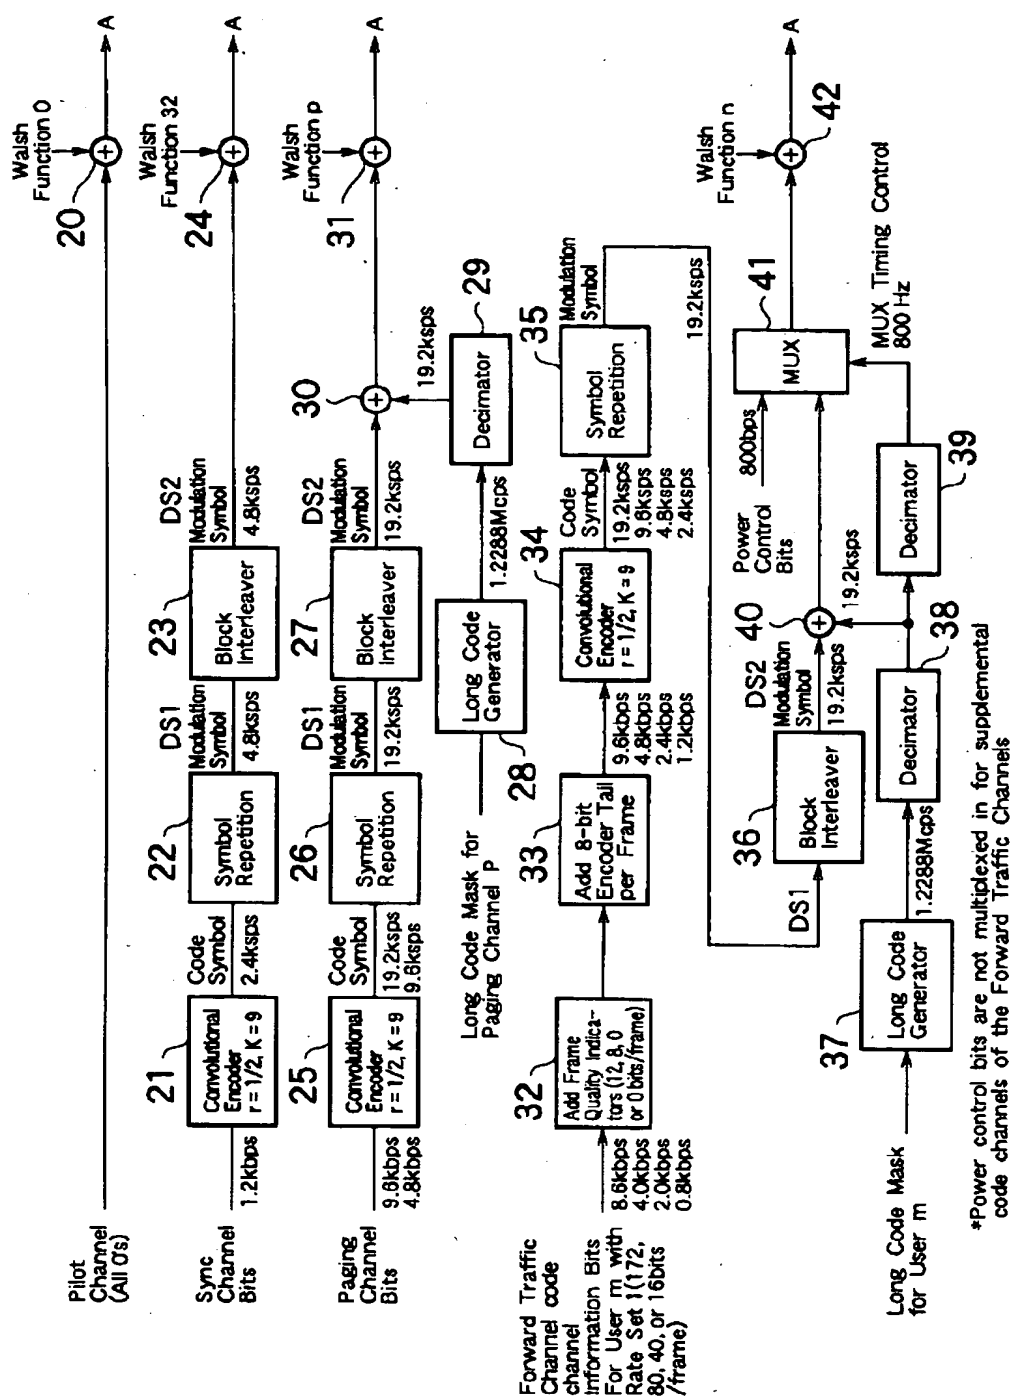 Pilot
Channel
(All 0's)
Walsh
Function 0
20
A
Sync
Channel
Bits
1.2kbps
21
Convolutional
Encoder
r = 1/2, K = 9
Code
Symbol
2.4ksps
22
Symbol
Repetition
DS1
Modulation
Symbol
4.8ksps
23
Block
Interleaver
DS2
Modulation
Symbol
4.8ksps
Walsh
Function 32
24
A
Paging
Channel
Bits
9.6kbps
4.8kbps
25
Convolutional
Encoder
r = 1/2, K = 9
Code
Symbol
19.2ksps
9.6ksps
26
Symbol
Repetition
DS1
Modulation
Symbol
19.2ksps
27
Block
Interleaver
DS2
Modulation
Symbol
19.2ksps
30
Walsh
Function p
31
A
Long Code Mask for
Paging Channel P
28
Long Code
Generator
1.2288Mcps
Decimator
29
19.2ksps
Forward Traffic
Channel code
channel
Information Bits
For User m with
Rate Set 1(172,
80, 40, or 16bits
/frame)
8.6kbps
4.0kbps
2.0kbps
0.8kbps
32
Add Frame
Quality Indica-
tors (12, 8, 0
or 0 bits/frame)
33
Add 8-bit
Encoder Tail
per Frame
9.6kbps
4.8kbps
2.4kbps
1.2kbps
34
Convolutional
Encoder
r = 1/2, K = 9
Code
Symbol
19.2ksps
9.8ksps
4.8ksps
2.4ksps
35
Symbol
Repetition
Modulation
Symbol
19.2ksps
DS1
36
Block
Interleaver
DS2
Modulation
Symbol
19.2ksps
40
Power
Control
Bits
800bps
MUX
41
Walsh
Function n
42
A
Long Code Mask
for User m
37
Long Code
Generator
1.2288Mcps
Decimator
38
19.2ksps
Decimator
39
MUX Timing Control
800 Hz
*Power control bits are not multiplexed in for supplemental
code channels of the Forward Traffic Channels